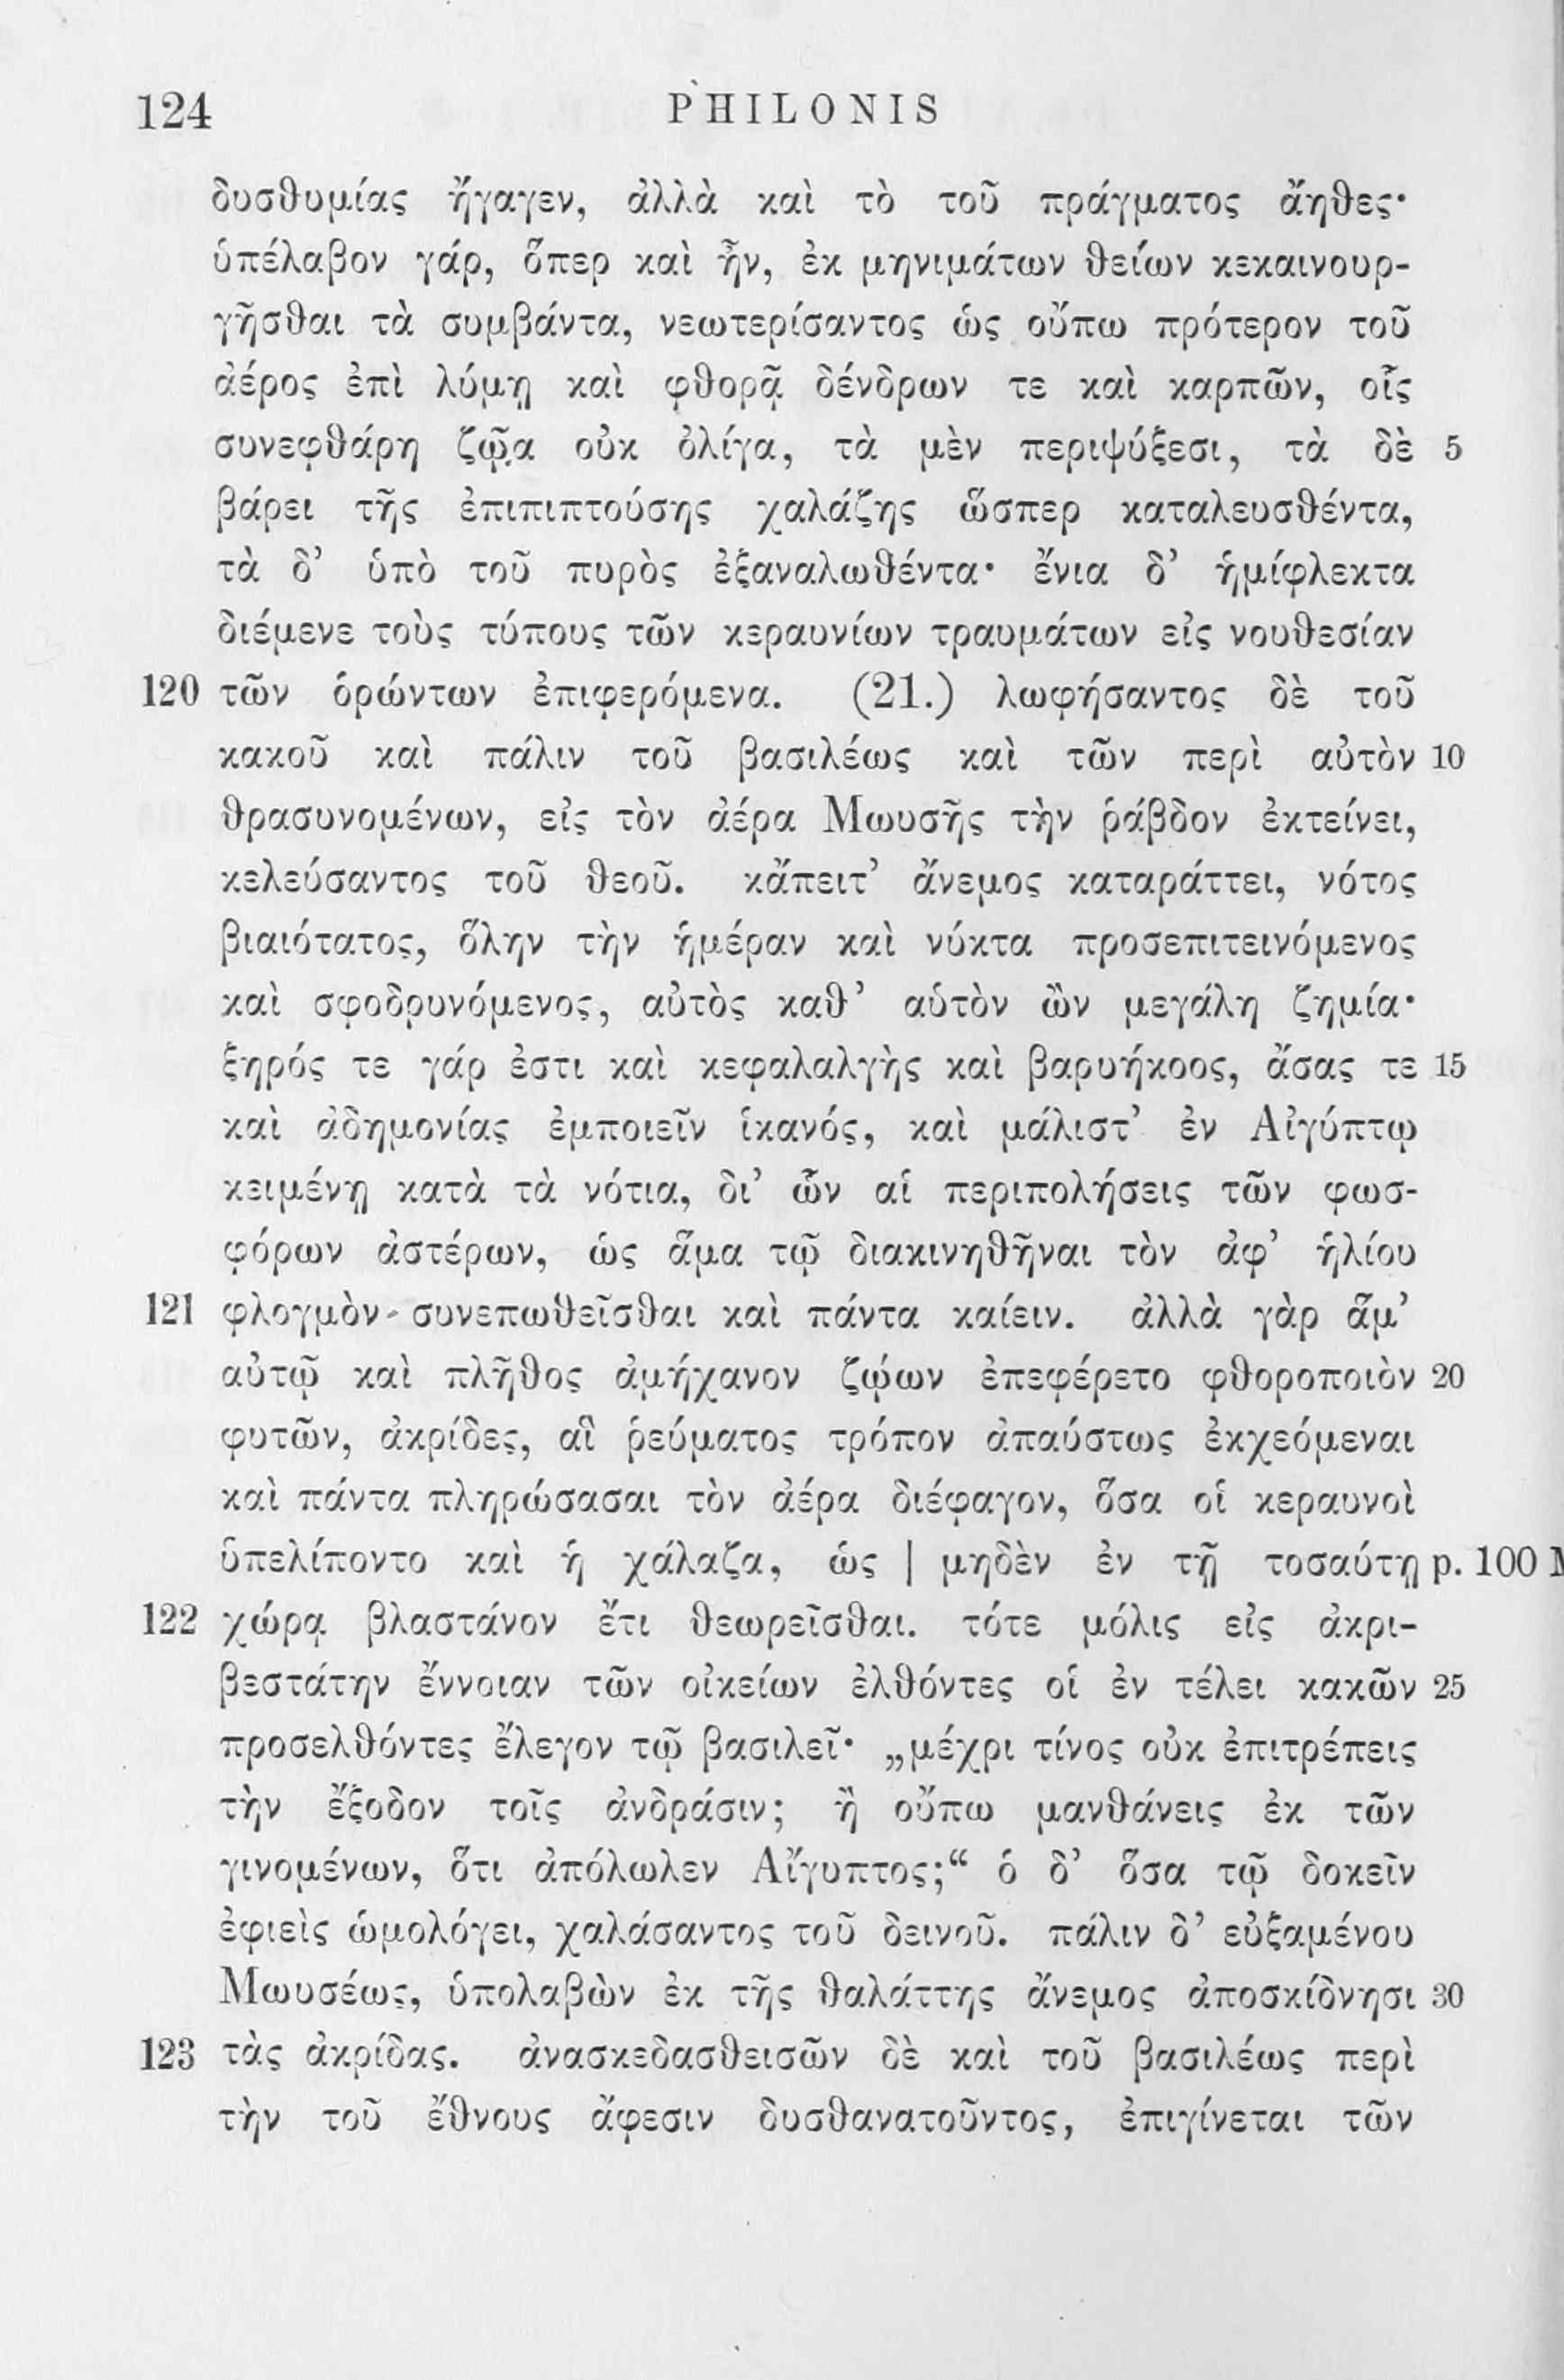 124 PHILONIS
δυσθυμίας ἤγαγεν, ἀλλὰ καὶ τὸ τοῦ πράγματος ἄηθες·
ὑπέλαβον γάρ, ὅπερ καὶ ἦν, ἐκ μηνιμάτων θείων κεκαινουρ-
γῆσθαι τὰ συμβάντα, νεωτερίσαντος ὡς οὔπω πρότερον τοῦ
ἀέρος ἐπὶ λύμῃ καὶ φθορᾷ δένδρων τε καὶ καρπῶν, οἷς
συνεφθάρη ζῷα οὐκ ὀλίγα, τὰ μὲν περιψύξεσι, τὰ δὲ 5
βάρει τῆς ἐπιπιπτούσης χαλάζης ὥσπερ καταλευσθέντα,
τὰ δ’ ὑπὸ τοῦ πυρὸς ἐξαναλωθέντα· ἔνια δ’ ἡμίφλεκτα
διέμενε τοὺς τύπους τῶν κεραυνίων τραυμάτων εἰς νουθεσίαν
120 τῶν ὁρώντων ἐπιφερόμενα. (21.) λωφήσαντος δὲ τοῦ
κακοῦ καὶ πάλιν τοῦ βασιλέως καὶ τῶν περὶ αὐτὸν 10
θρασυνομένων, εἰς τὸν ἀέρα Μωυσῆς τὴν ῥάβδον ἐκτείνει,
κελεύσαντος τοῦ θεοῦ. κἄπειτ’ ἄνεμος καταράττει, νότος
βιαιότατος, ὅλην τὴν ἡμέραν καὶ νύκτα προσεπιτεινόμενος
καὶ σφοδρυνόμενος, αὐτὸς καθ’ αὑτὸν ὢν μεγάλη ζημία·
ξηρός τε γάρ ἐστι καὶ κεφαλαλγὴς καὶ βαρυήκοος, ἄσας τε 15
καὶ ἀδημονίας ἐμποιεῖν ἱκανός, καὶ μάλιστ’ ἐν Αἰγύπτῳ
κειμένῃ κατὰ τὰ νότια, δι’ ὧν αἱ περιπολήσεις τῶν φωσ-
φόρων ἀστέρων, ὡς ἅμα τῷ διακινηθῆναι τὸν ἀφ’ ἡλίου
121 φλογμὸν συνεπωθεῖσθαι καὶ πάντα καίειν. ἀλλὰ γὰρ ἅμ’
αὐτῷ καὶ πλῆθος ἀμήχανον ζῴων ἐπεφέρετο φθοροποιὸν 20
φυτῶν, ἀκρίδες, αἳ ῥεύματος τρόπον ἀπαύστως ἐκχεόμεναι
καὶ πάντα πληρώσασαι τὸν ἀέρα διέφαγον, ὅσα οἱ κεραυνοὶ
ὑπελίποντο καὶ ἡ χάλαζα, ὡς | μηδὲν ἐν τῇ τοσαύτῃ p. 100
122 χώρᾳ βλαστάνον ἔτι θεωρεῖσθαι. τότε μόλις εἰς ἀκρι-
βεστάτην ἔννοιαν τῶν οἰκείων ἐλθόντες οἱ ἐν τέλει κακῶν 25
προσελθόντες ἔλεγον τῷ βασιλεῖ· „μέχρι τίνος οὐκ ἐπιτρέπεις
τὴν ἔξοδον τοῖς ἀνδράσιν; ἢ οὔπω μανθάνεις ἐκ τῶν
γινομένων, ὅτι ἀπόλωλεν Αἴγυπτος;“ ὁ δ’ ὅσα τῷ δοκεῖν
ἐφιεὶς ὡμολόγει, χαλάσαντος τοῦ δεινοῦ. πάλιν δ’ εὐξαμένου
Μωυσέως, ὑπολαβὼν ἐκ τῆς θαλάττης ἄνεμος ἀποσκίδνησι 30
123 τὰς ἀκρίδας. ἀνασκεδασθεισῶν δὲ καὶ τοῦ βασιλέως περὶ
τὴν τοῦ ἔθνους ἄφεσιν δυσθανατοῦντος, ἐπιγίνεται τῶν